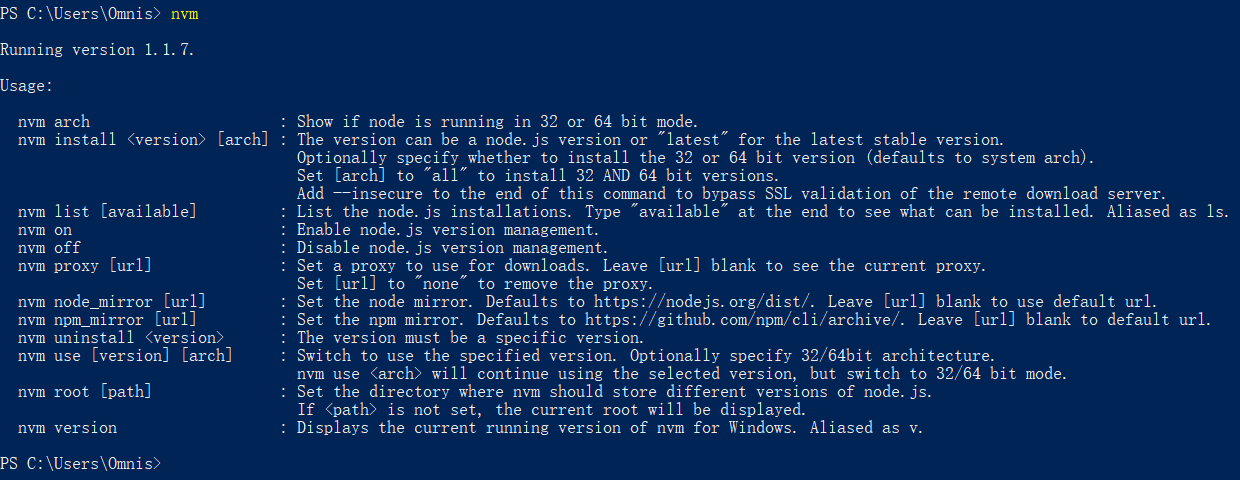 PS C:\Users\Omnis> nvm
Running version 1.1.7.
Usage:
nvm arch : Show if node is running in 32 or 64 bit mode.
nvm install <version> [arch] : The version can be a node.js version or "latest" for the latest stable version.
Optionally specify whether to install the 32 or 64 bit version (defaults to system arch).
Set [arch] to "all" to install 32 AND 64 bit versions.
Add --insecure to the end of this command to bypass SSL validation of the remote download server.
nvm list [available] : List the node.js installations. Type "available" at the end to see what can be installed. Aliased as ls.
nvm on : Enable node.js version management.
nvm off : Disable node.js version management.
nvm proxy [url] : Set a proxy to use for downloads. Leave [url] blank to see the current proxy.
Set [url] to "none" to remove the proxy.
nvm node_mirror [url] : Set the node mirror. Defaults to https://nodejs.org/dist/. Leave [url] blank to use default url.
nvm npm_mirror [url] : Set the npm mirror. Defaults to https://github.com/npm/cli/archive/. Leave [url] blank to default url.
nvm uninstall <version> : The version must be a specific version.
nvm use [version] [arch] : Switch to use the specified version. Optionally specify 32/64bit architecture.
nvm use <arch> will continue using the selected version, but switch to 32/64 bit mode.
nvm root [path] : Set the directory where nvm should store different versions of node.js.
If <path> is not set, the current root will be displayed.
nvm version : Displays the current running version of nvm for Windows. Aliased as v.
PS C:\Users\Omnis>